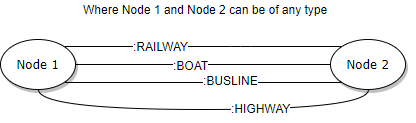 Where Node 1 and Node 2 can be of any type
:RAILWAY
Node 1
:BOAT
Node 2
:BUSLINE
:HIGHWAY